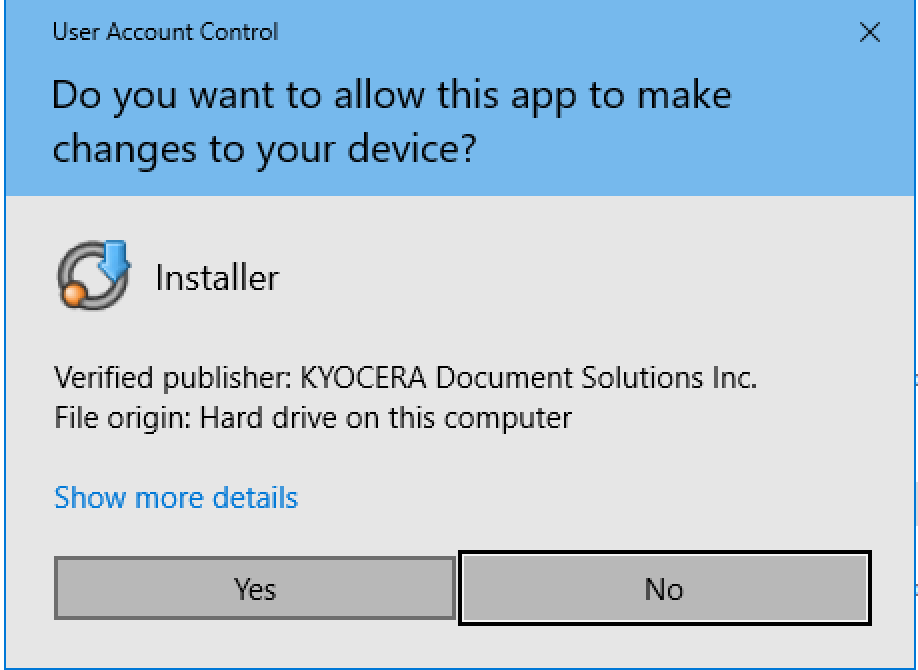 User Account Control
Do you want to allow this app to make
changes to your device?
Installer
Verified publisher: KYOCERA Document Solutions Inc.
File origin: Hard drive on this computer
Show more details
Yes
No